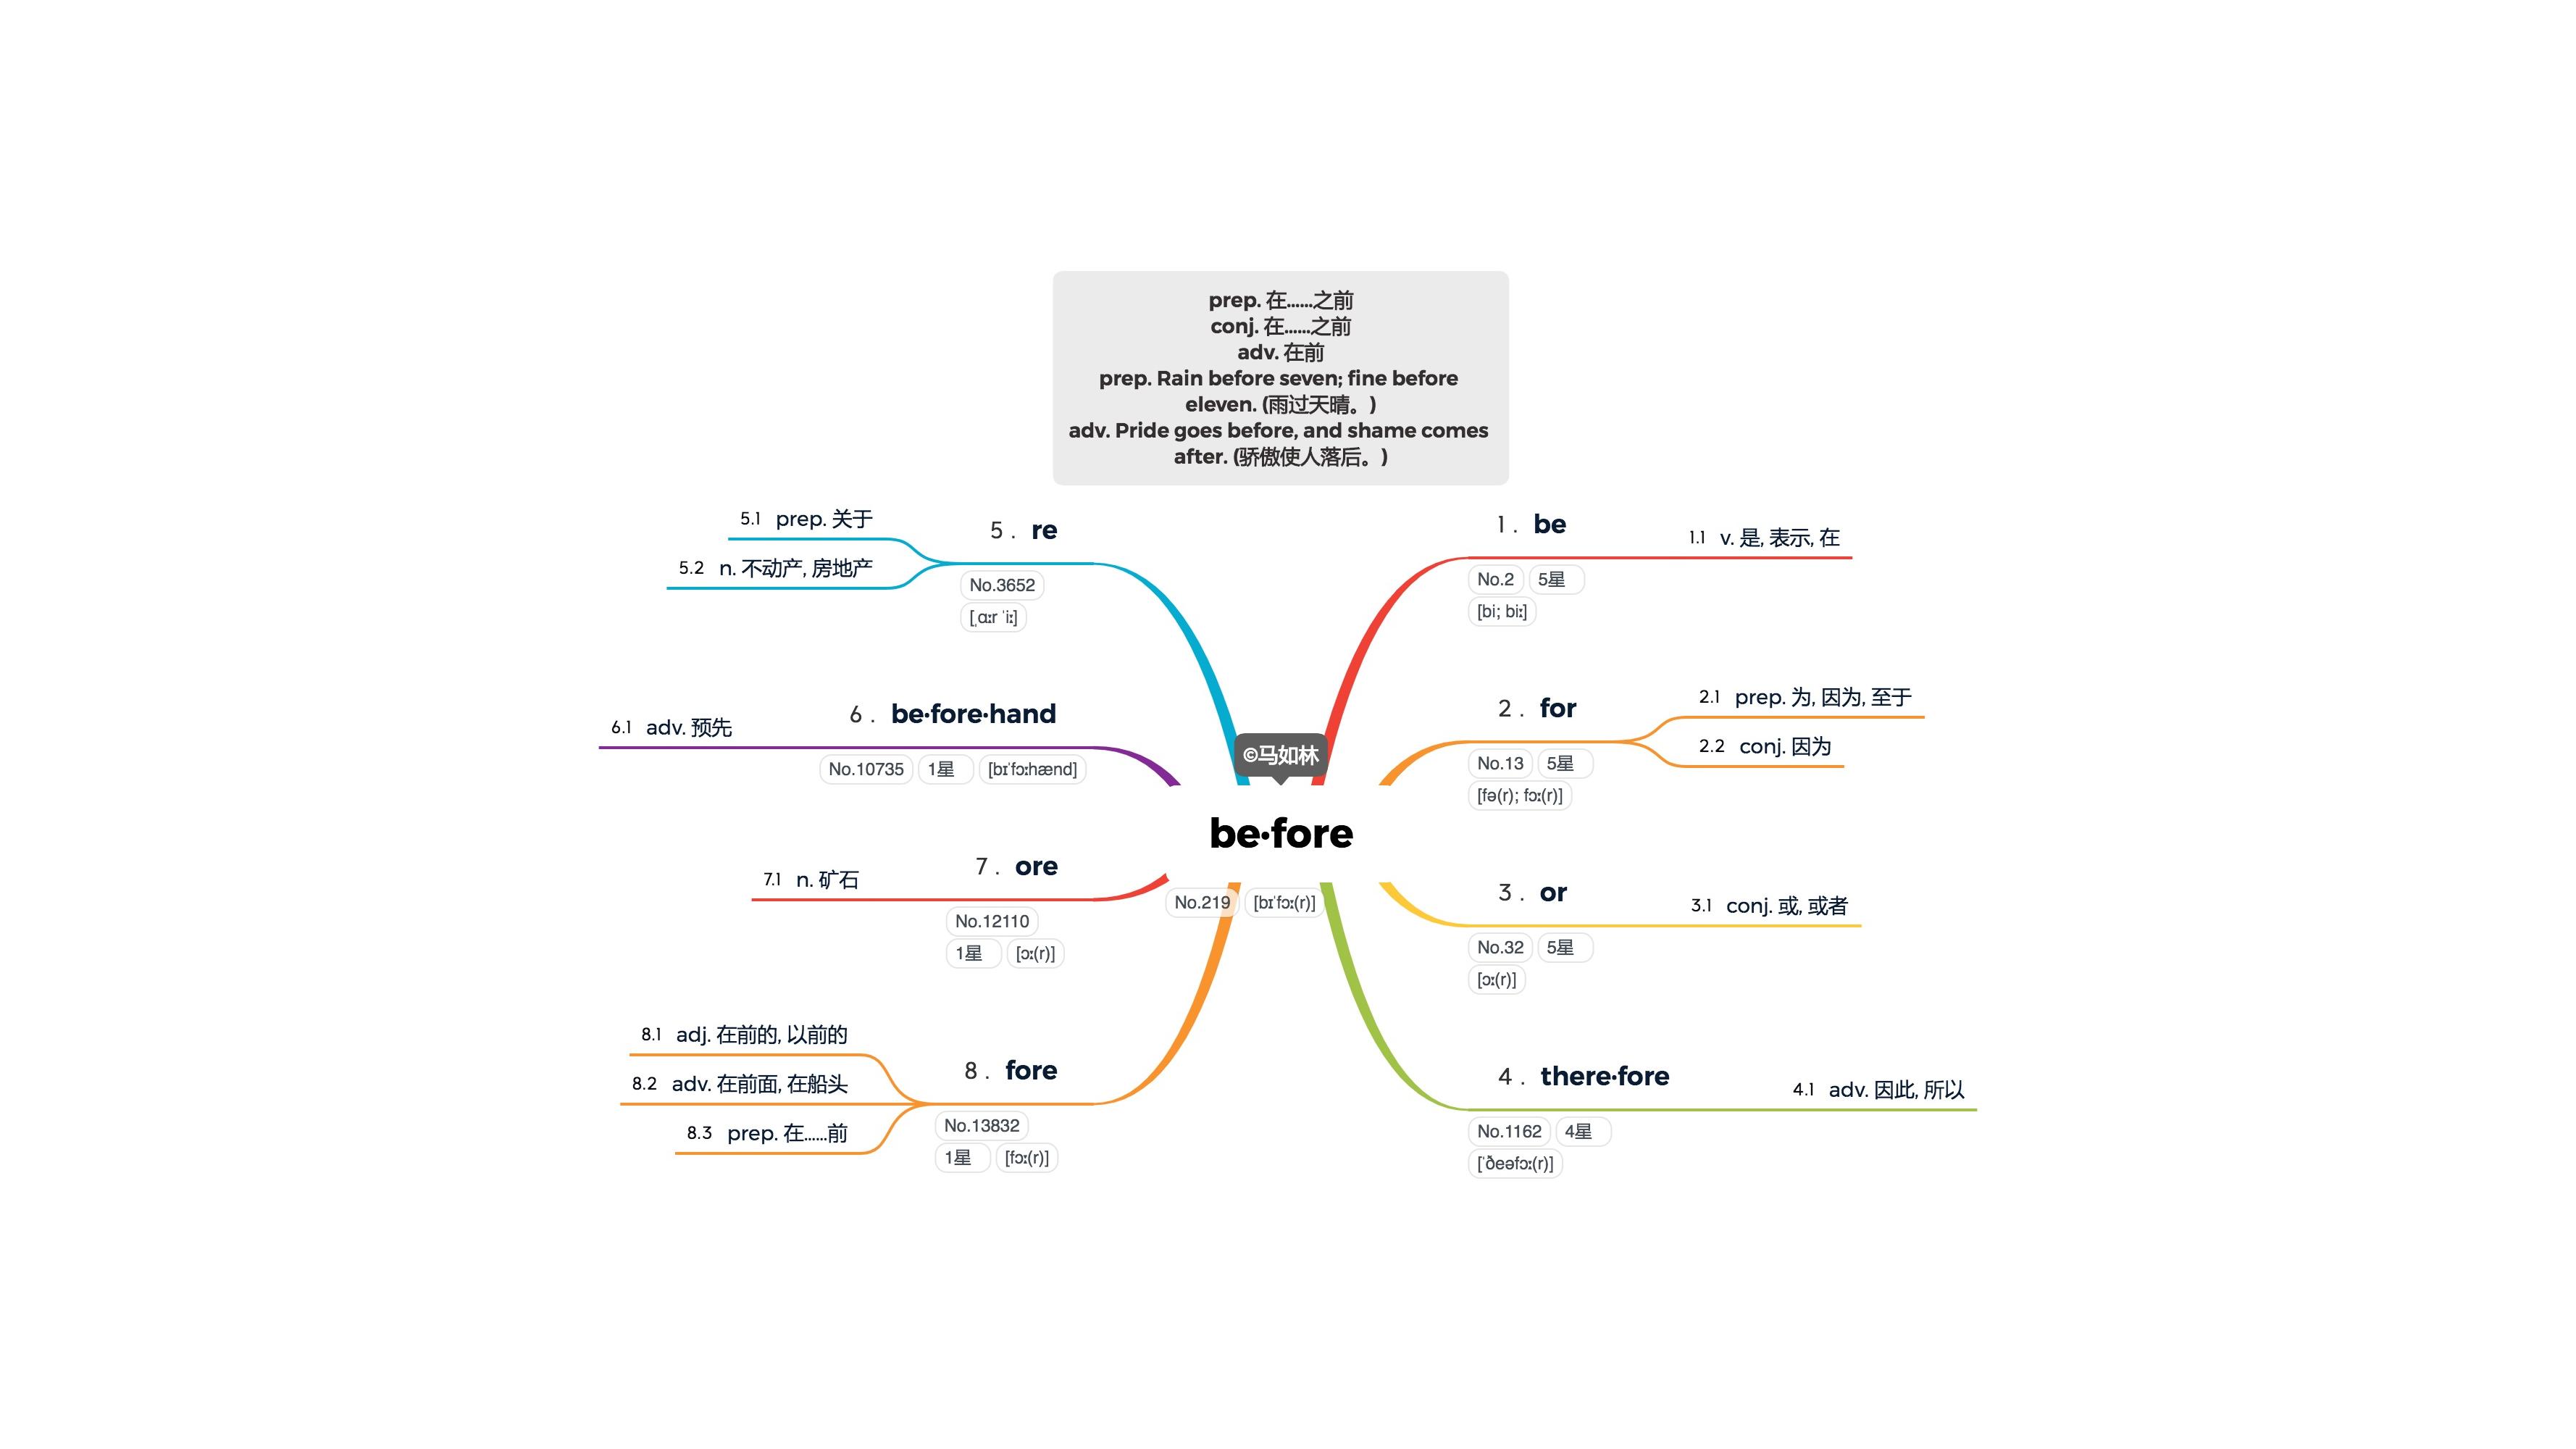 prep. 在......之前
conj. 在......之前
adv. 在前
prep. Rain before seven; fine before
eleven. (雨过天晴。)
adv. Pride goes before, and shame comes
after. (骄傲使人落后。)
©马如林
be·fore
No.219 [bɪˈfɔː(r)]
1. be
No.2 5星
[bi; biː]
1.1 v. 是, 表示, 在
2. for
No.13 5星
[fə(r); fɔː(r)]
2.1 prep. 为, 因为, 至于
2.2 conj. 因为
3. or
No.32 5星
[ɔː(r)]
3.1 conj. 或, 或者
4. there·fore
No.1162 4星
[ˈðeəfɔː(r)]
4.1 adv. 因此, 所以
5. re
No.3652
[ˌɑːr ˈiː]
5.1 prep. 关于
5.2 n. 不动产, 房地产
6. be·fore·hand
No.10735 1星 [bɪˈfɔːhænd]
6.1 adv. 预先
7. ore
No.12110
1星 [ɔː(r)]
7.1 n. 矿石
8. fore
No.13832
1星 [fɔː(r)]
8.1 adj. 在前的, 以前的
8.2 adv. 在前面, 在船头
8.3 prep. 在......前